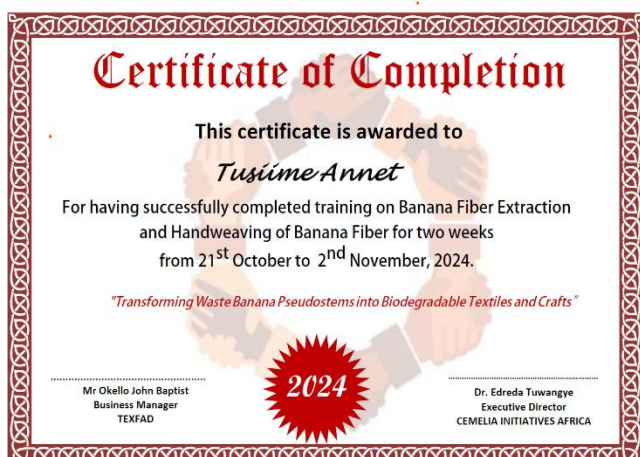 Certificate of Completion
This certificate is awarded to
Tusiime Annet
For having successfully completed training on Banana Fiber Extraction
and Handweaving of Banana Fiber for two weeks
from 21st October to 2nd November, 2024.
"Transforming Waste Banana Pseudostems into Biodegradable Textiles and Crafts"
2024
Mr Okello John Baptist
Business Manager
TEXFAD
Dr. Edreda Tuwangye
Executive Director
CEMELIA INITIATIVES AFRICA